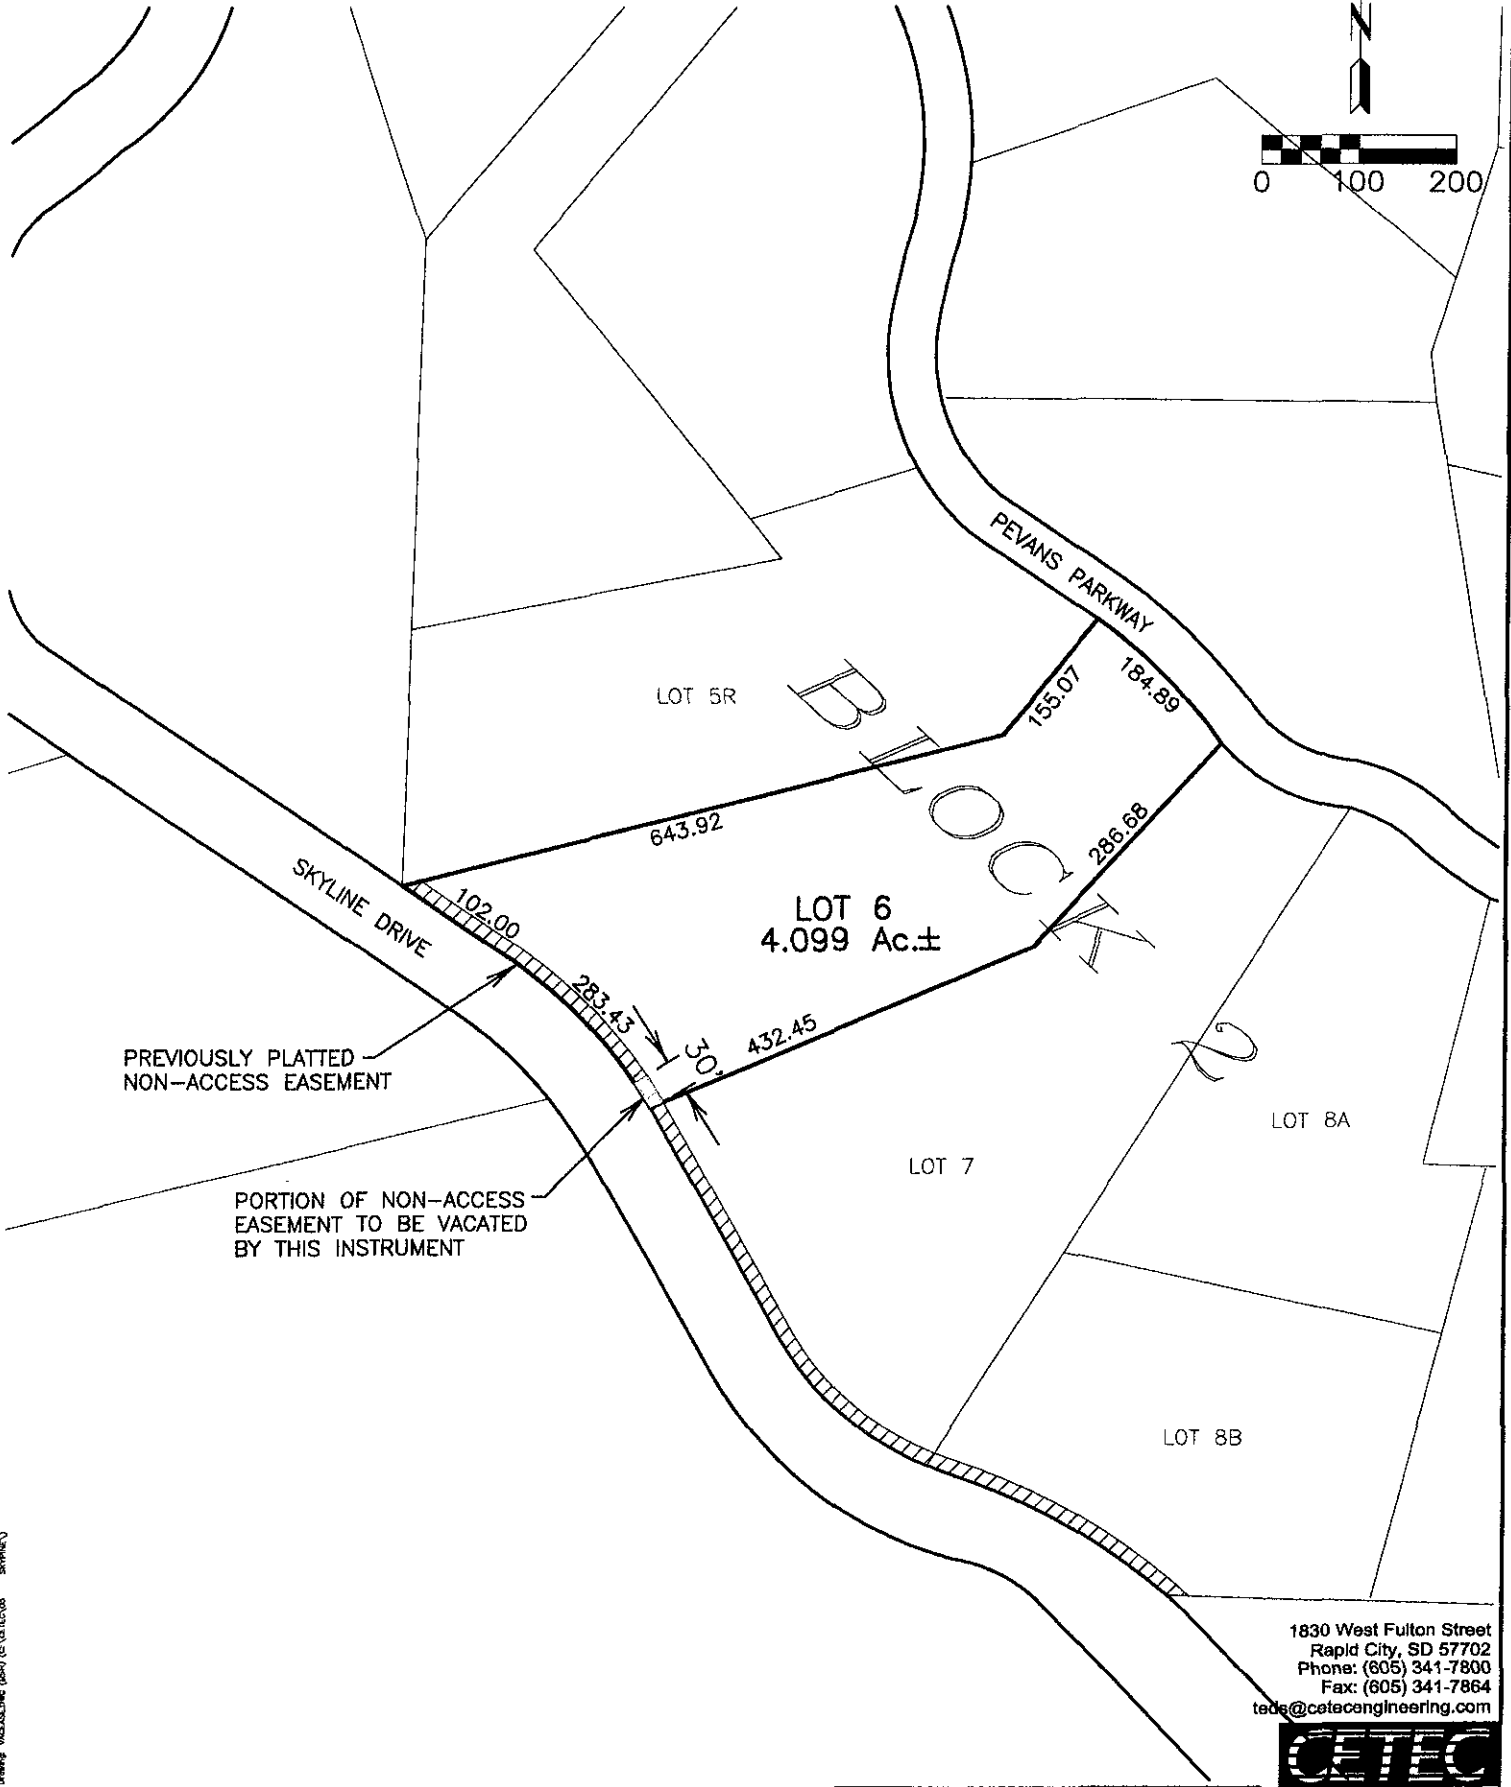 N
0 100 200
PEVANS PARKWAY
LOT 5R
BLOCK 2
155.07
184.89
643.92
286.68
SKYLINE DRIVE
102.00
LOT 6
4.099 Ac.±
283.43
30'
432.45
PREVIOUSLY PLATTED
NON-ACCESS EASEMENT
LOT 8A
LOT 7
PORTION OF NON-ACCESS
EASEMENT TO BE VACATED
BY THIS INSTRUMENT
LOT 8B
1830 West Fulton Street
Rapid City, SD 57702
Phone: (605) 341-7800
Fax: (605) 341-7864
teds@cetecengineering.com
CETEC